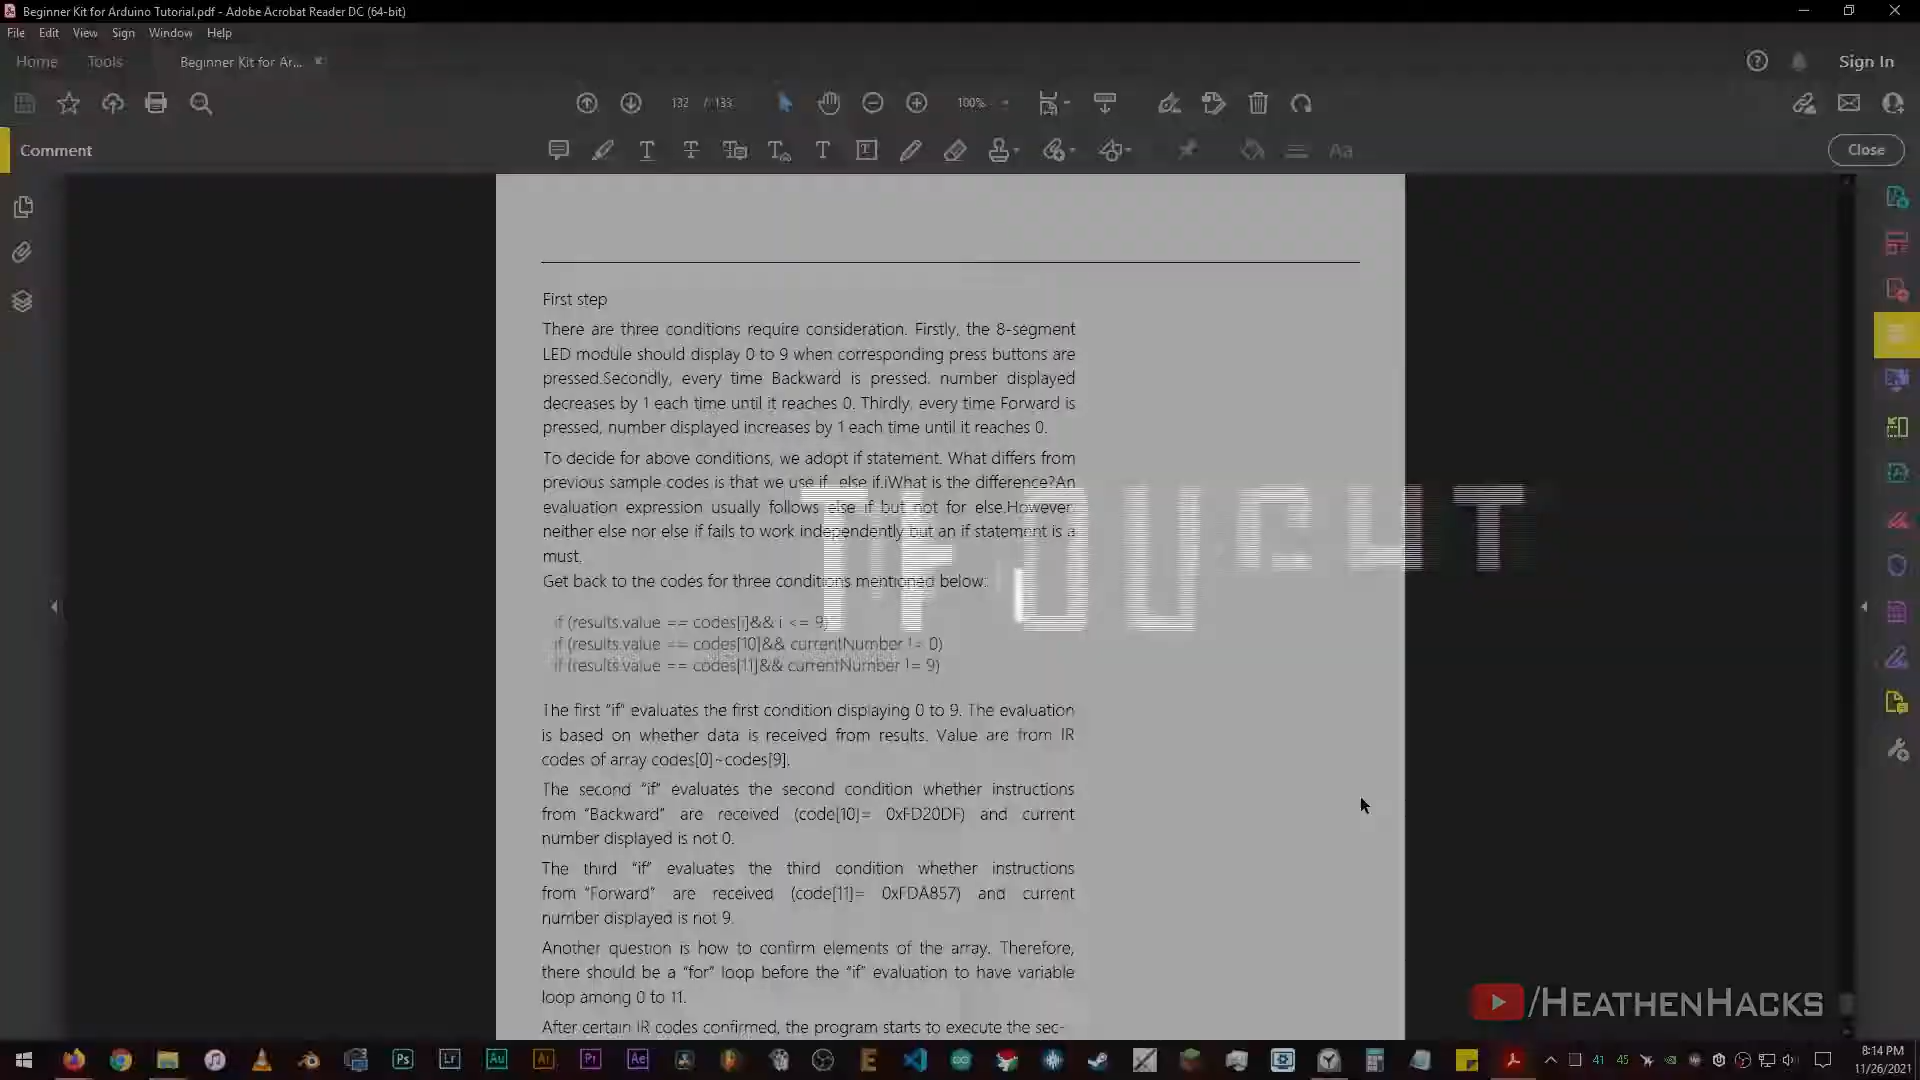 Beginner Kit for Arduino Tutorial.pdf - Adobe Acrobat Reader DC (64-bit)
File Edit View Sign Window Help
Home Tools Beginner Kit for Ar... Sign In
132 / 133 100%
Comment Close
First step
There are three conditions require consideration. Firstly, the 8-segment
LED module should display 0 to 9 when corresponding press buttons are
pressed.Secondly, every time Backward is pressed. number displayed
decreases by 1 each time until it reaches 0. Thirdly, every time Forward is
pressed, number displayed increases by 1 each time until it reaches 0.
To decide for above conditions, we adopt if statement. What differs from
previous sample codes is that we use if...else if.iWhat is the difference?An
evaluation expression usually follows else if but not for else.However,
neither else nor else if fails to work independently but an if statement is a
must.
Get back to the codes for three conditions mentioned below:
if (results.value == codes[i]&& i <= 9)
if (results.value == codes[10]&& currentNumber != 0)
if (results.value == codes[11]&& currentNumber != 9)
The first “if” evaluates the first condition displaying 0 to 9. The evaluation
is based on whether data is received from results. Value are from IR
codes of array codes[0]~codes[9].
The second “if” evaluates the second condition whether instructions
from “Backward” are received (code[10]= 0xFD20DF) and current
number displayed is not 0.
The third “if” evaluates the third condition whether instructions
from “Forward” are received (code[11]= 0xFDA857) and current
number displayed is not 9.
Another question is how to confirm elements of the array. Therefore,
there should be a “for” loop before the “if” evaluation to have variable
loop among 0 to 11.
After certain IR codes confirmed, the program starts to execute the sec-
/HEATHENHACKS
41 45 8:14 PM
11/26/2021